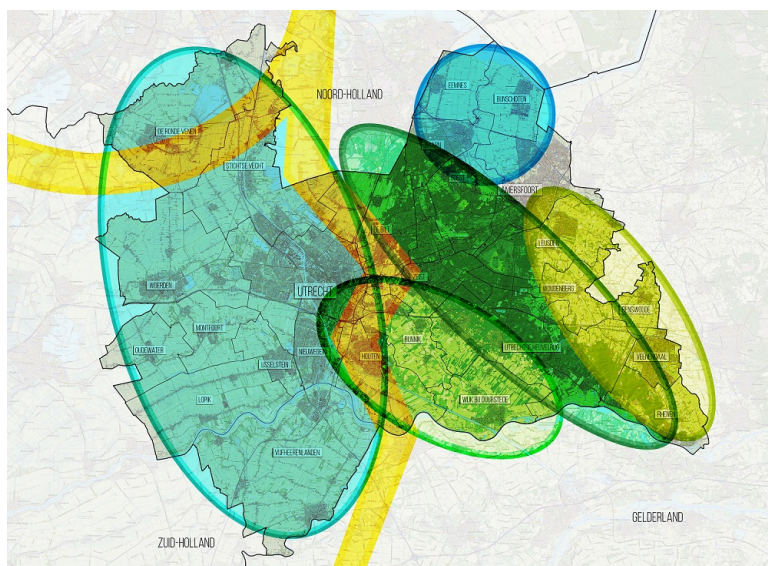 NOORD-HOLLAND
EEMNES
BUNSCHOTEN
DE RONDE VENEN
STICHTSE VECHT
AMERSFOORT
LEUSDEN
WOERDEN
UTRECHT
WOUDENBERG
RENSWOUDE
MONTFOORT
OUDEWATER
NIEUWEGEIN
HOUTEN
BUNNIK
UTRECHTSE HEUVELRUG
VEENENDAAL
IJSSELSTEIN
LOPIK
WIJK BIJ DUURSTEDE
RHENEN
VIJFHEERENLANDEN
ZUID-HOLLAND
GELDERLAND